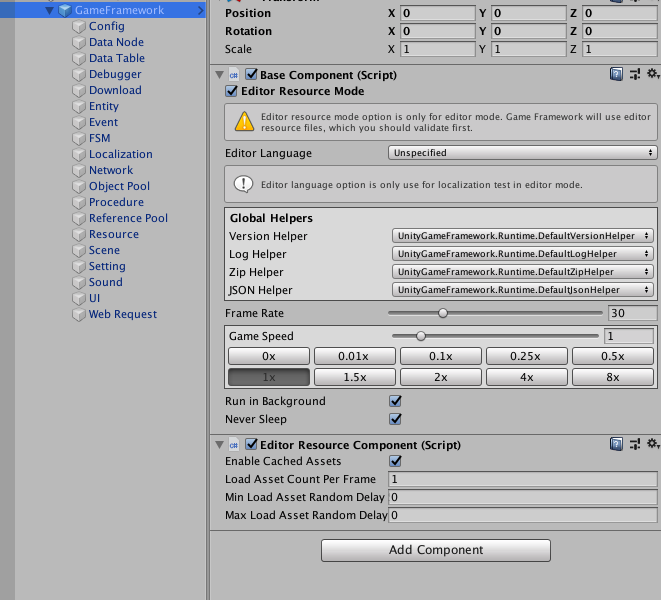 GameFramework
Config
Data Node
Data Table
Debugger
Download
Entity
Event
FSM
Localization
Network
Object Pool
Procedure
Reference Pool
Resource
Scene
Setting
Sound
UI
Web Request
Position X 0 Y 0 Z 0
Rotation X 0 Y 0 Z 0
Scale X 1 Y 1 Z 1
Base Component (Script)
Editor Resource Mode
Editor resource mode option is only for editor mode. Game Framework will use editor
resource files, which you should validate first.
Editor Language Unspecified
Editor language option is only use for localization test in editor mode.
Global Helpers
Version Helper UnityGameFramework.Runtime.DefaultVersionHelper
Log Helper UnityGameFramework.Runtime.DefaultLogHelper
Zip Helper UnityGameFramework.Runtime.DefaultZipHelper
JSON Helper UnityGameFramework.Runtime.DefaultJsonHelper
Frame Rate 30
Game Speed 1
0x 0.01x 0.1x 0.25x 0.5x
1x 1.5x 2x 4x 8x
Run in Background
Never Sleep
Editor Resource Component (Script)
Enable Cached Assets
Load Asset Count Per Frame 1
Min Load Asset Random Delay 0
Max Load Asset Random Delay 0
Add Component